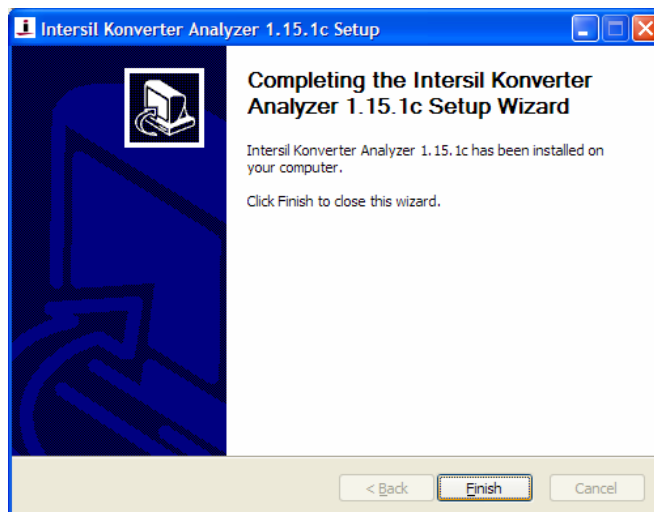 Intersil Konverter Analyzer 1.15.1c Setup
Completing the Intersil Konverter
Analyzer 1.15.1c Setup Wizard
Intersil Konverter Analyzer 1.15.1c has been installed on
your computer.
Click Finish to close this wizard.
< Back Finish Cancel